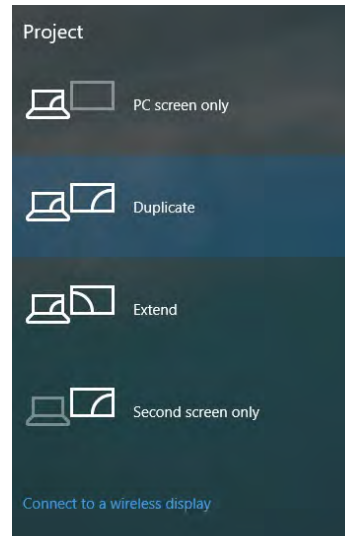 Project
PC screen only
Duplicate
Extend
Second screen only
Connect to a wireless display